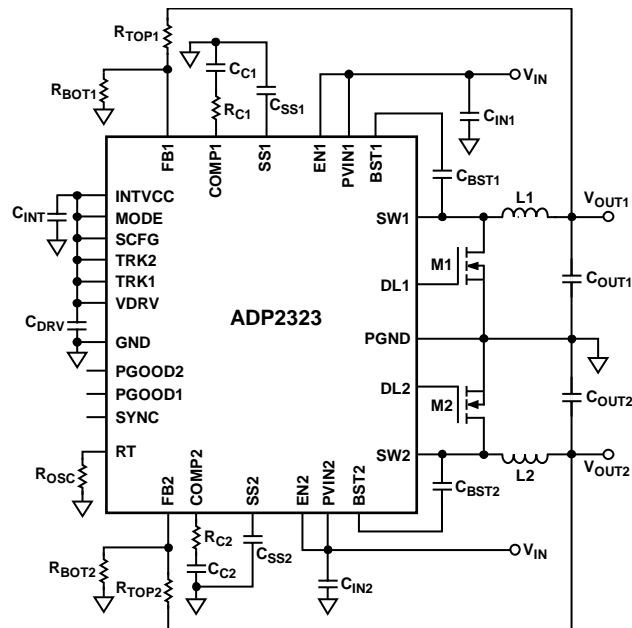 RTOP1
VIN
CC1
RBOT1
CSS1
RC1
CIN1
FB1
COMP1
SS1
EN1
PVIN1
BST1
CBST1
INTVCC
CINT
MODE
SCFG
TRK2
TRK1
VDRV
CDRV
GND
PGOOD2
PGOOD1
SYNC
RT
ROSC
ADP2323
SW1
L1
VOUT1
M1
DL1
COUT1
PGND
DL2
M2
COUT2
SW2
L2
VOUT2
FB2
COMP2
SS2
EN2
PVIN2
BST2
CBST2
RC2
CSS2
VIN
RBOT2
CC2
RTOP2
CIN2